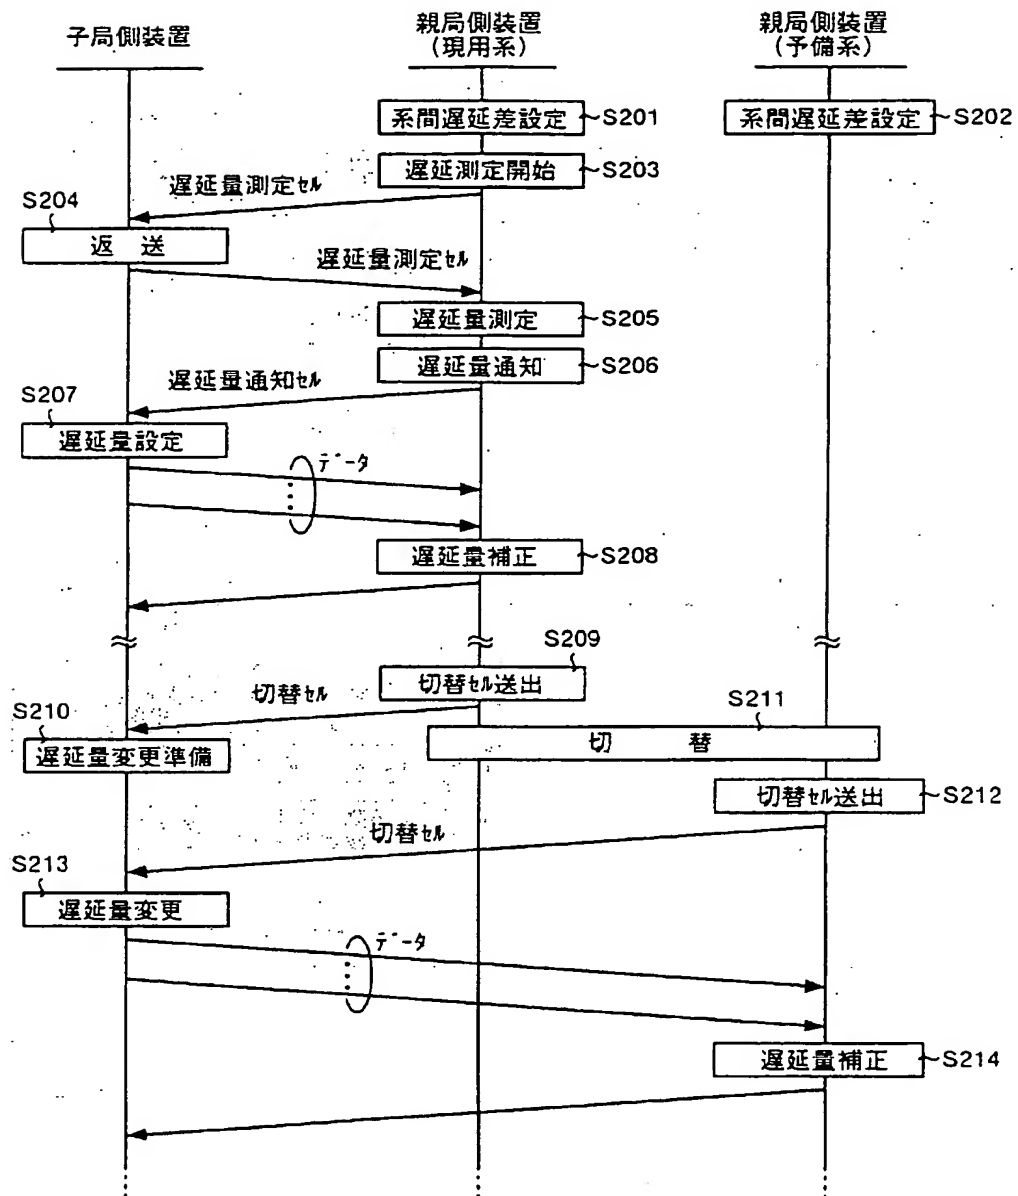 子局側装置
親局側装置
(現用系)
親局側装置
(予備系)
系間遅延差設定
S201
系間遅延差設定
S202
遅延測定開始
S203
遅延量測定ｾﾙ
S204
返 送
遅延量測定ｾﾙ
遅延量測定
S205
遅延量通知
S206
遅延量通知ｾﾙ
S207
遅延量設定
ﾃﾞｰﾀ
遅延量補正
S208
S209
切替ｾﾙ送出
切替ｾﾙ
S210
遅延量変更準備
S211
切 替
切替ｾﾙ送出
S212
切替ｾﾙ
S213
遅延量変更
ﾃﾞｰﾀ
遅延量補正
S214